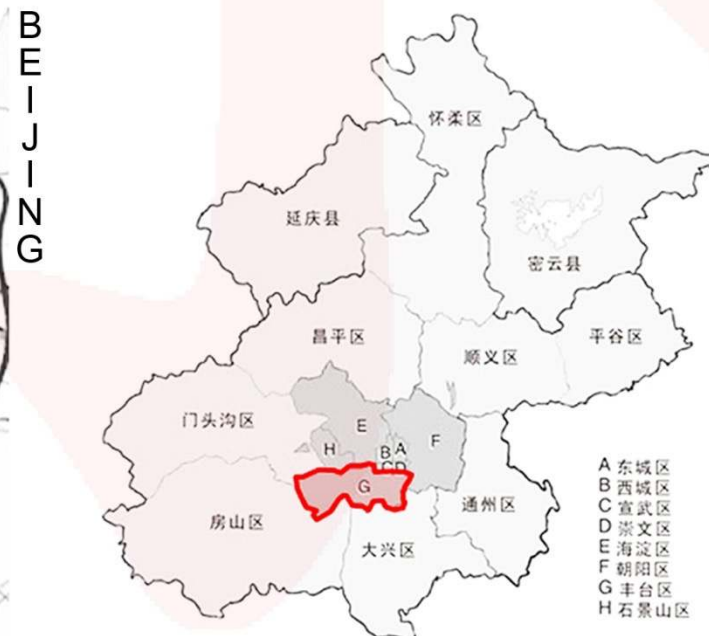 BEIJING
怀柔区
延庆县
密云县
昌平区
顺义区
平谷区
门头沟区
E
F
H
B
A
C
D
G
通州区
房山区
大兴区
A 东城区
B 西城区
C 宣武区
D 崇文区
E 海淀区
F 朝阳区
G 丰台区
H 石景山区